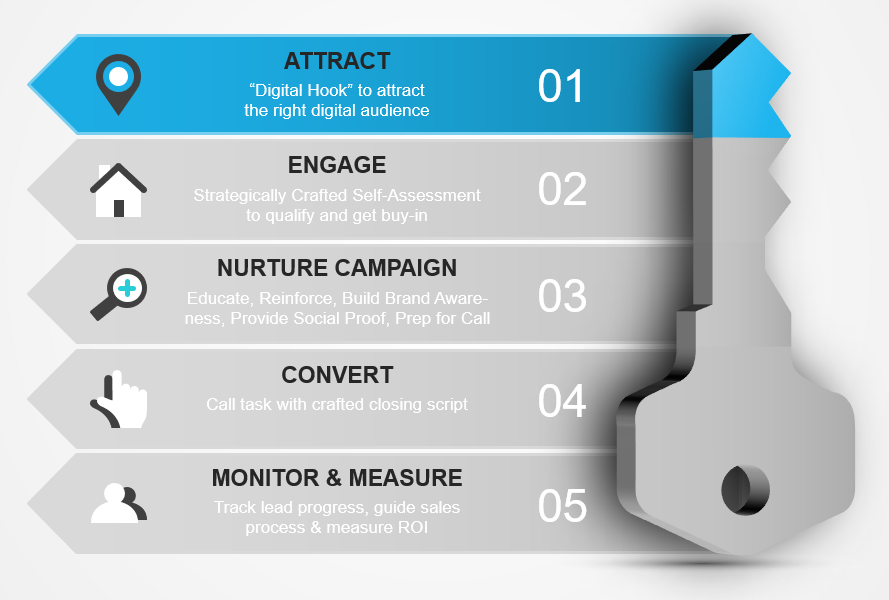 ATTRACT
“Digital Hook” to attract
the right digital audience
01
ENGAGE
Strategically Crafted Self-Assessment
to qualify and get buy-in
02
NURTURE CAMPAIGN
Educate, Reinforce, Build Brand Aware-
ness, Provide Social Proof, Prep for Call
03
CONVERT
Call task with crafted closing script
04
MONITOR & MEASURE
Track lead progress, guide sales
process & measure ROI
05